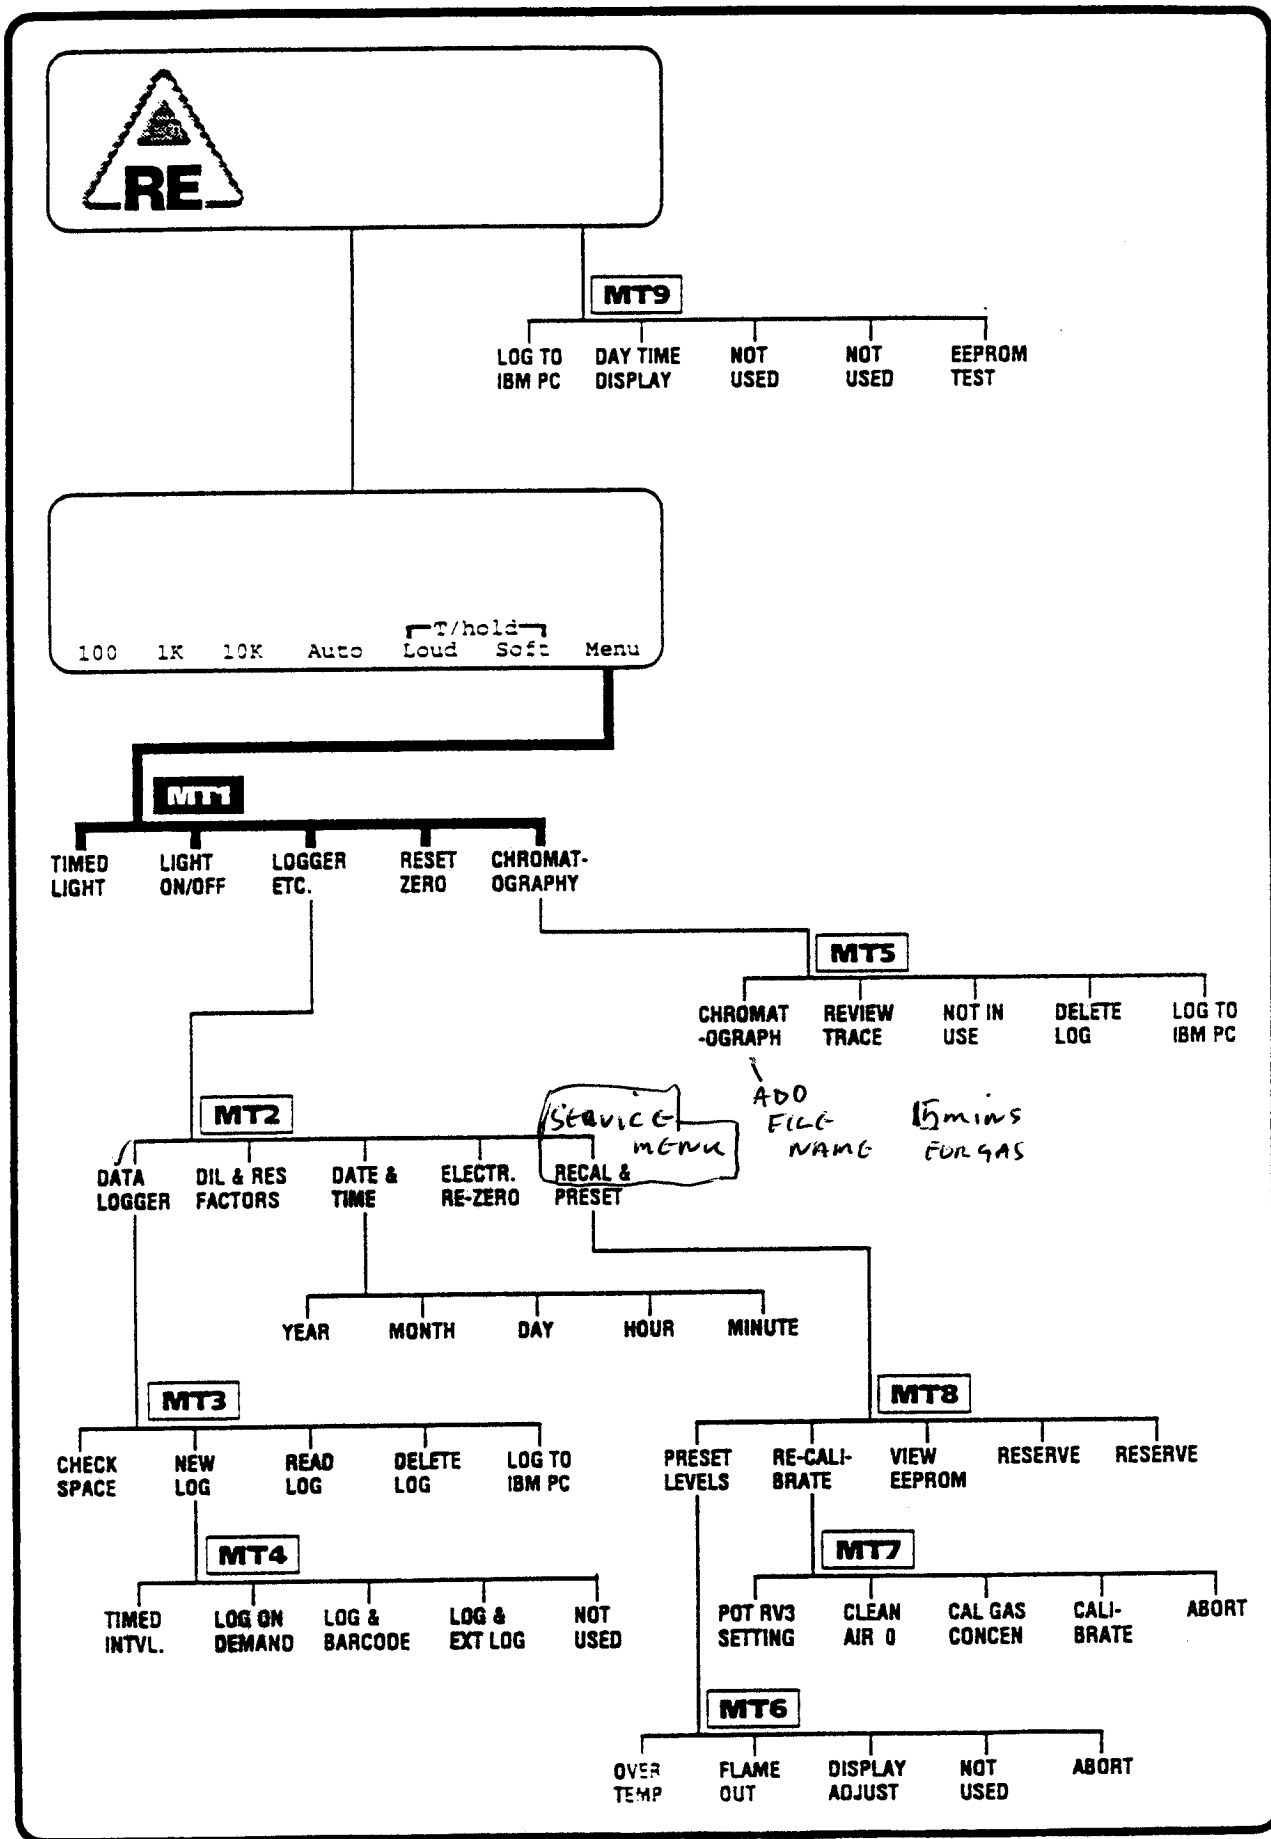 RE
MT9
LOG TO DAY TIME NOT NOT EEPROM
IBM PC DISPLAY USED USED TEST
T/hold
100 1K 10K Auto Loud Soft Menu
MT1
TIMED LIGHT LOGGER RESET CHROMAT-
LIGHT ON/OFF ETC. ZERO OGRAPHY
MT5
CHROMAT REVIEW NOT IN DELETE LOG TO
-OGRAPH TRACE USE LOG IBM PC
ADD
FILE
NAME
15 mins
FOR GAS
MT2
SERVICE
MENU
DATA DIL & RES DATE & ELECTR. RECAL &
LOGGER FACTORS TIME RE-ZERO PRESET
YEAR MONTH DAY HOUR MINUTE
MT3
CHECK NEW READ DELETE LOG TO
SPACE LOG LOG LOG IBM PC
MT8
PRESET RE-CALI- VIEW RESERVE RESERVE
LEVELS BRATE EEPROM
MT4
TIMED LOG ON LOG & LOG & NOT
INTVL. DEMAND BARCODE EXT LOG USED
MT7
POT RV3 CLEAN CAL GAS CALI- ABORT
SETTING AIR 0 CONCEN BRATE
MT6
OVER FLAME DISPLAY NOT ABORT
TEMP OUT ADJUST USED